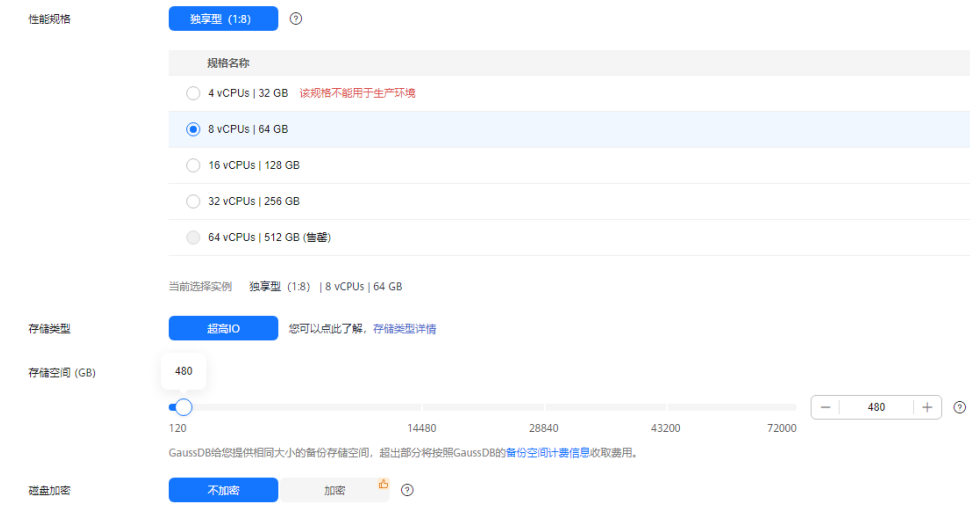 性能规格 独享型 (1:8) ?
规格名称
4 vCPUs | 32 GB 该规格不能用于生产环境
8 vCPUs | 64 GB
16 vCPUs | 128 GB
32 vCPUs | 256 GB
64 vCPUs | 512 GB (售罄)
当前选择实例 独享型 (1:8) | 8 vCPUs | 64 GB
存储类型 超高IO 您可以点此了解，存储类型详情
存储空间 (GB) 480
− 480 + ?
120 14480 28840 43200 72000
GaussDB给您提供相同大小的备份存储空间，超出部分将按照GaussDB的备份空间计费信息收取费用。
磁盘加密 不加密 加密 ?